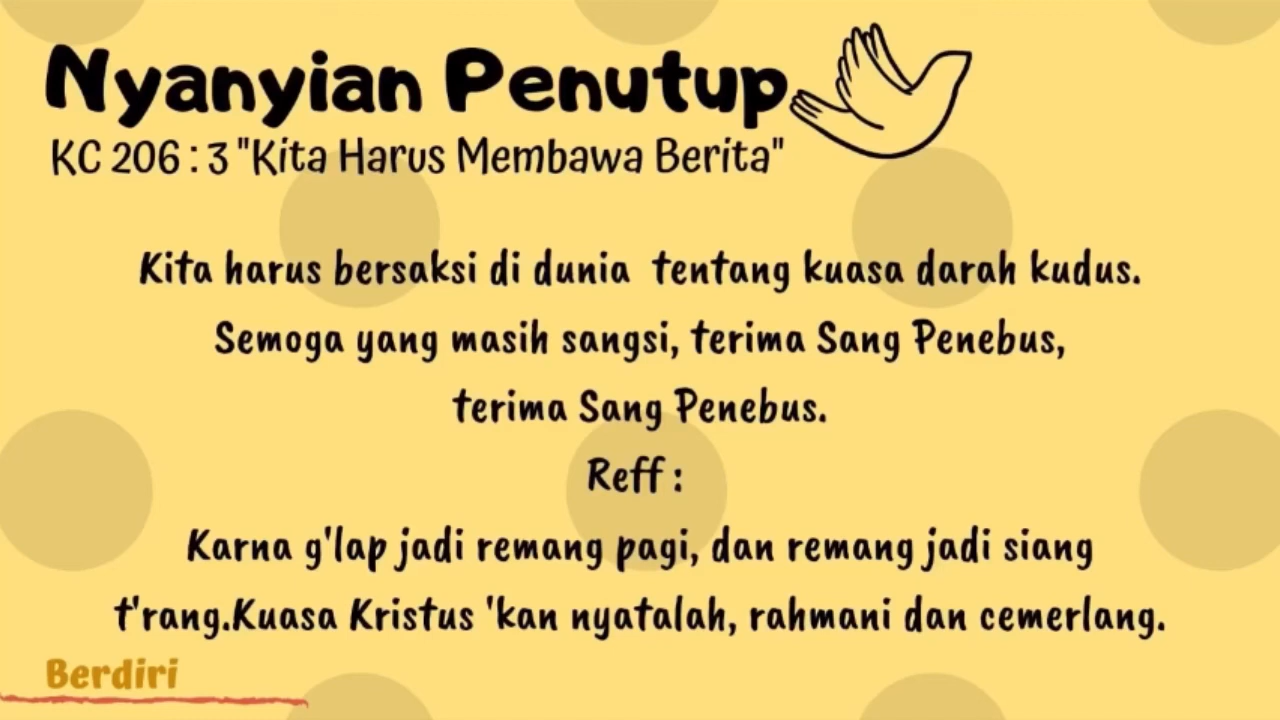 Nyanyian Penutup
KC 206 : 3 "Kita Harus Membawa Berita"
Kita harus bersaksi di dunia tentang kuasa darah kudus.
Semoga yang masih sangsi, terima Sang Penebus,
terima Sang Penebus.
Reff :
Karna g'lap jadi remang pagi, dan remang jadi siang
t'rang.Kuasa Kristus 'kan nyatalah, rahmani dan cemerlang.
Berdiri